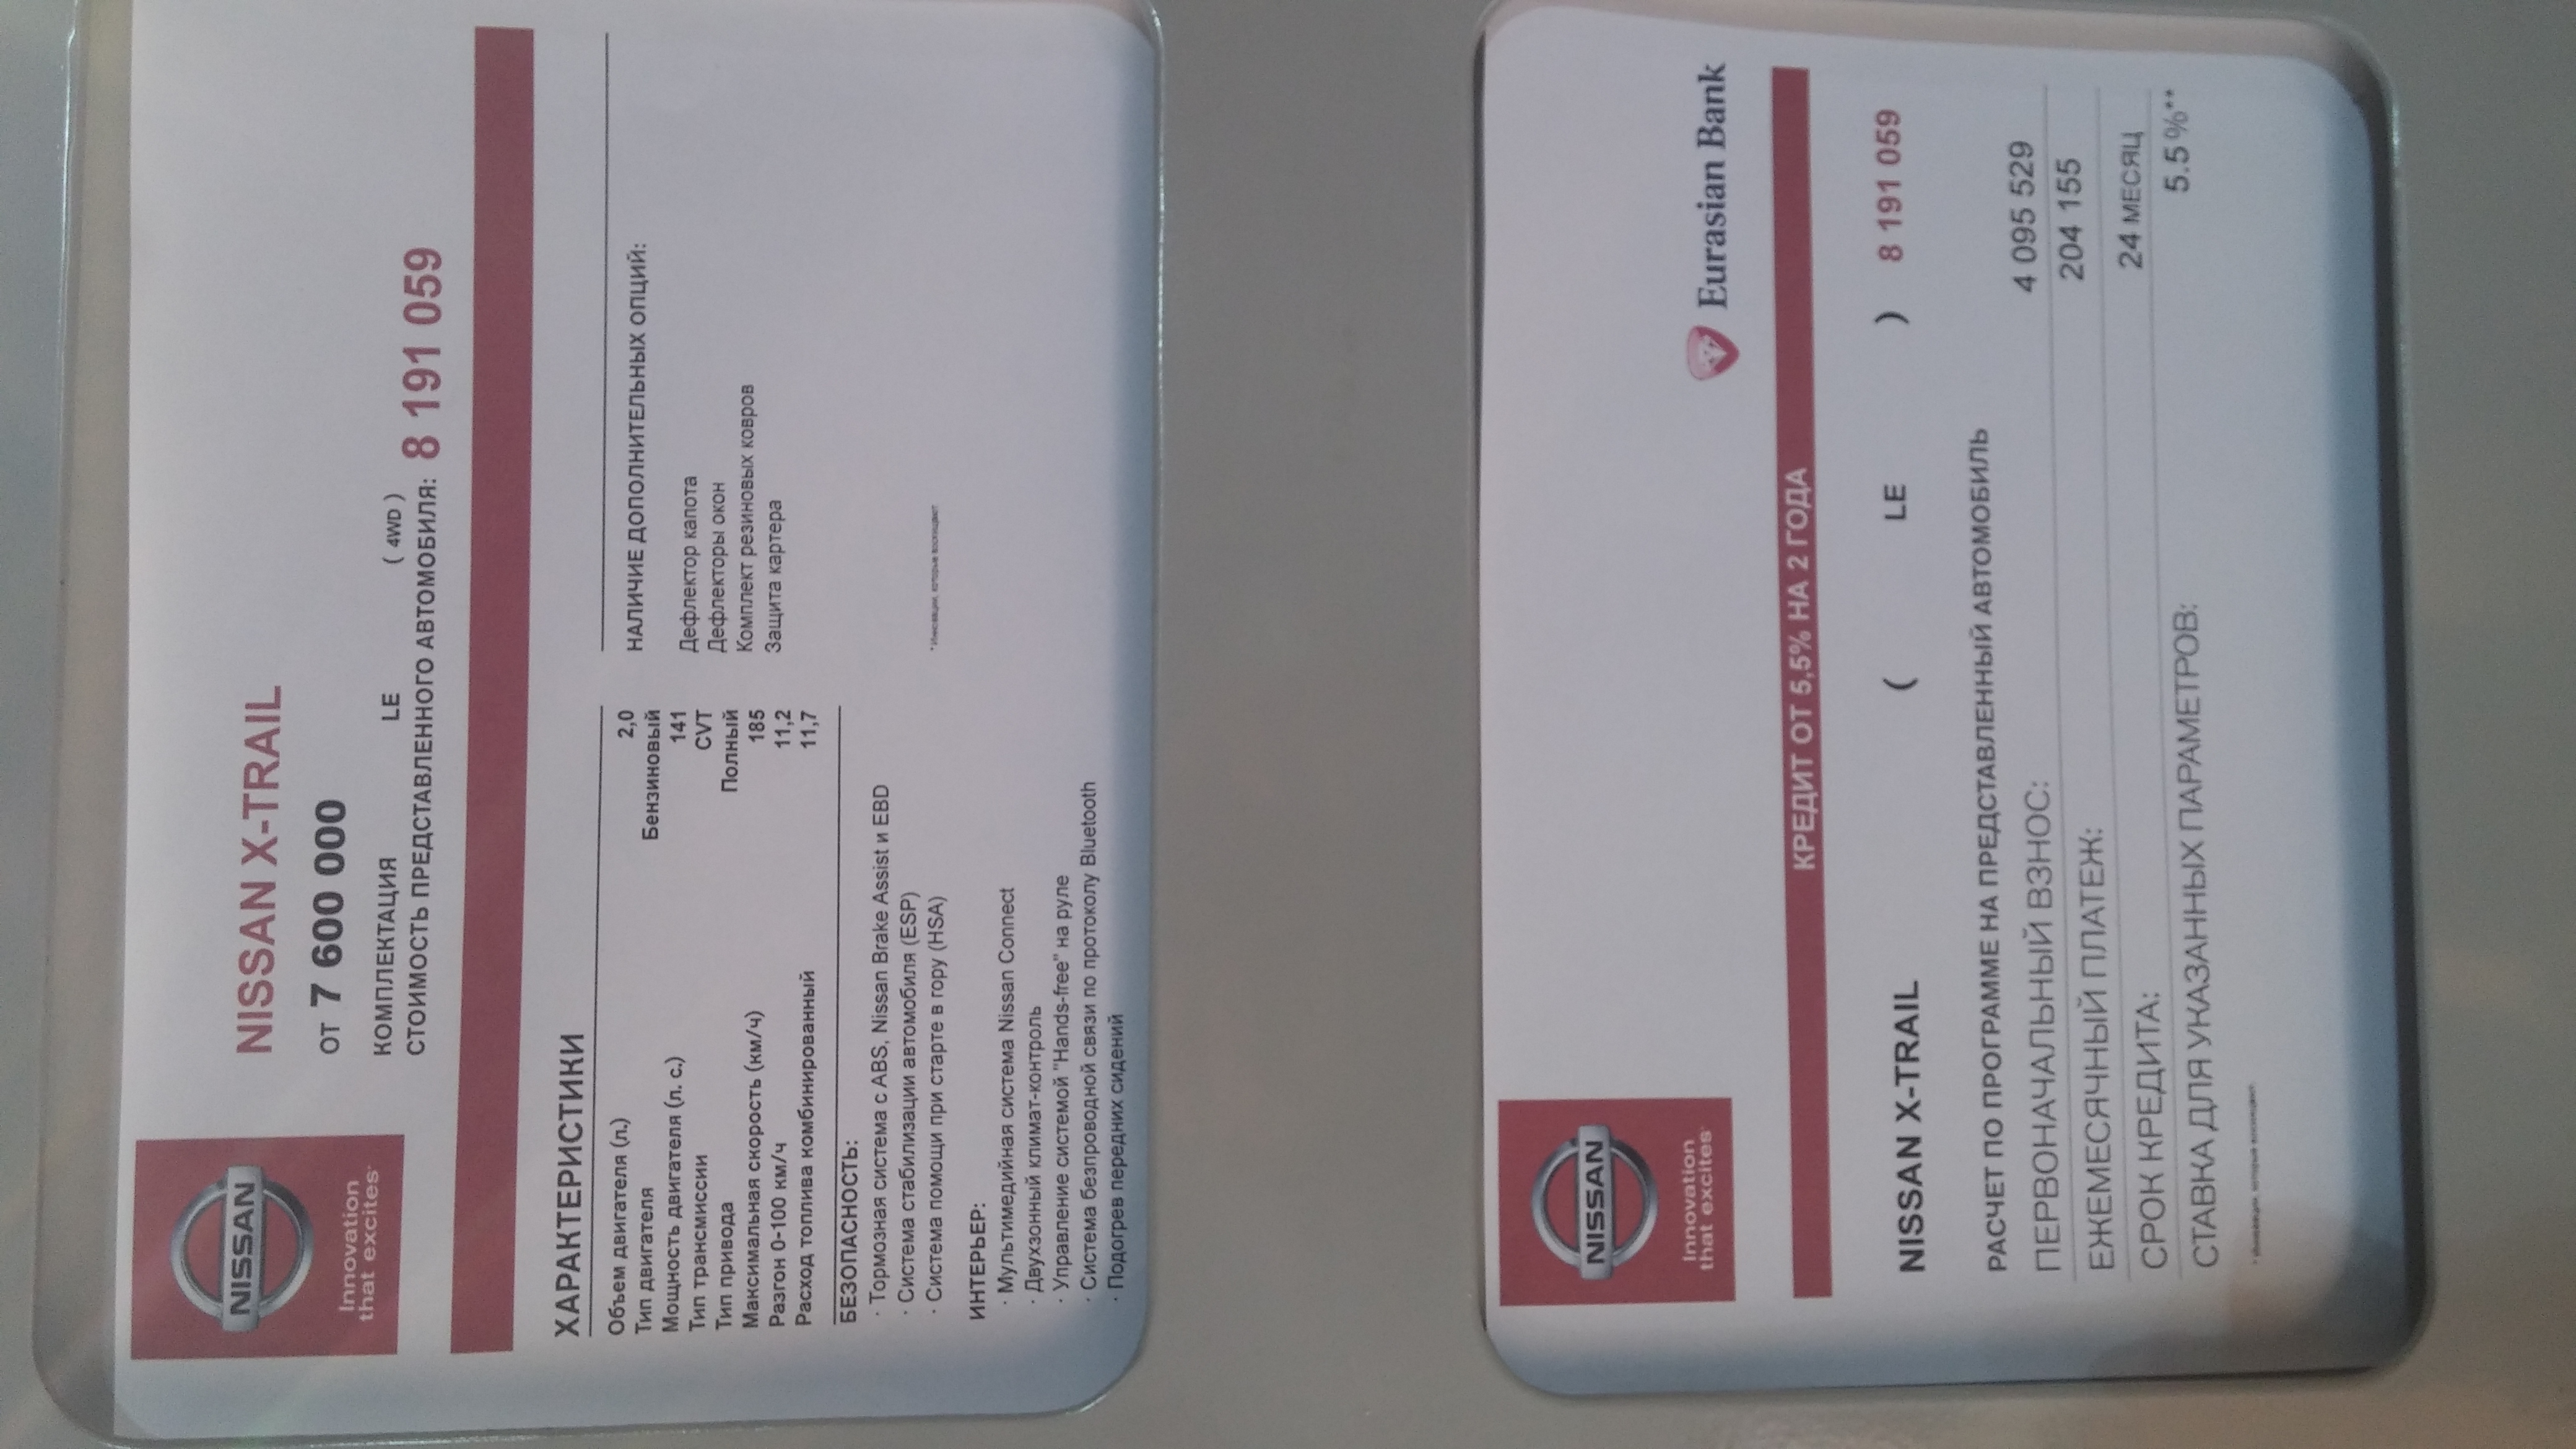 NISSAN
Innovation
that excites
NISSAN X-TRAIL
ОТ 7 600 000
КОМПЛЕКТАЦИЯ LE ( 4WD )
СТОИМОСТЬ ПРЕДСТАВЛЕННОГО АВТОМОБИЛЯ: 8 191 059
ХАРАКТЕРИСТИКИ
Объем двигателя (л.) 2,0
Тип двигателя Бензиновый
Мощность двигателя (л. с.) 141
Тип трансмиссии CVT
Тип привода Полный
Максимальная скорость (км/ч) 185
Разгон 0-100 км/ч 11,2
Расход топлива комбинированный 11,7
БЕЗОПАСНОСТЬ:
· Тормозная система с ABS, Nissan Brake Assist и EBD
· Система стабилизации автомобиля (ESP)
· Система помощи при старте в гору (HSA)
ИНТЕРЬЕР:
· Мультимедийная система Nissan Connect
· Двухзонный климат-контроль
· Управление системой "Hands-free" на руле
· Система безпроводной связи по протоколу Bluetooth
· Подогрев передних сидений
НАЛИЧИЕ ДОПОЛНИТЕЛЬНЫХ ОПЦИЙ:
Дефлектор капота
Дефлекторы окон
Комплект резиновых ковров
Защита картера
NISSAN
Innovation
that excites
Eurasian Bank
КРЕДИТ ОТ 5,5% НА 2 ГОДА
NISSAN X-TRAIL ( LE ) 8 191 059
РАСЧЕТ ПО ПРОГРАММЕ НА ПРЕДСТАВЛЕННЫЙ АВТОМОБИЛЬ
ПЕРВОНАЧАЛЬНЫЙ ВЗНОС: 4 095 529
ЕЖЕМЕСЯЧНЫЙ ПЛАТЕЖ: 204 155
СРОК КРЕДИТА: 24 МЕСЯЦ
СТАВКА ДЛЯ УКАЗАННЫХ ПАРАМЕТРОВ: 5.5%**